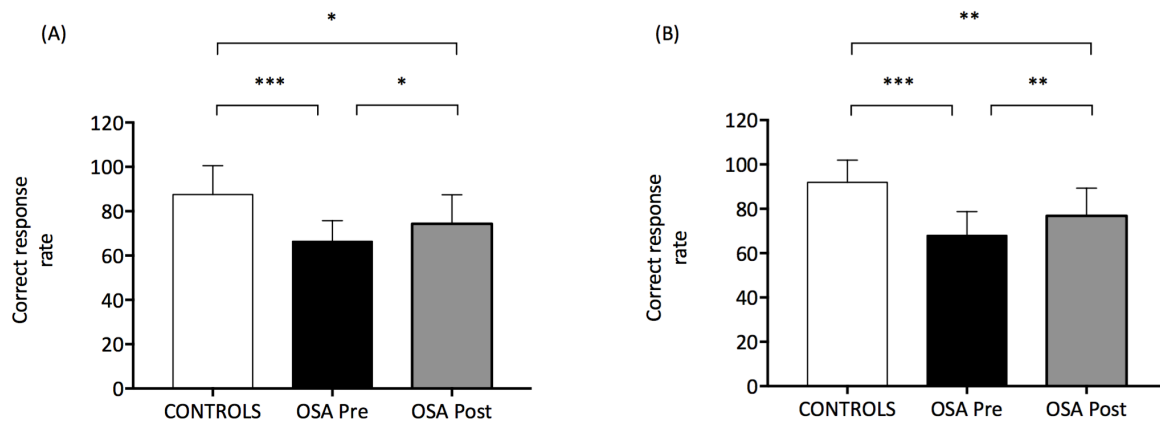 (A)
*
***
*
Correct response
rate
120
100
80
60
40
20
0
CONTROLS
OSA Pre
OSA Post
(B)
**
***
**
Correct response
rate
120
100
80
60
40
20
0
CONTROLS
OSA Pre
OSA Post